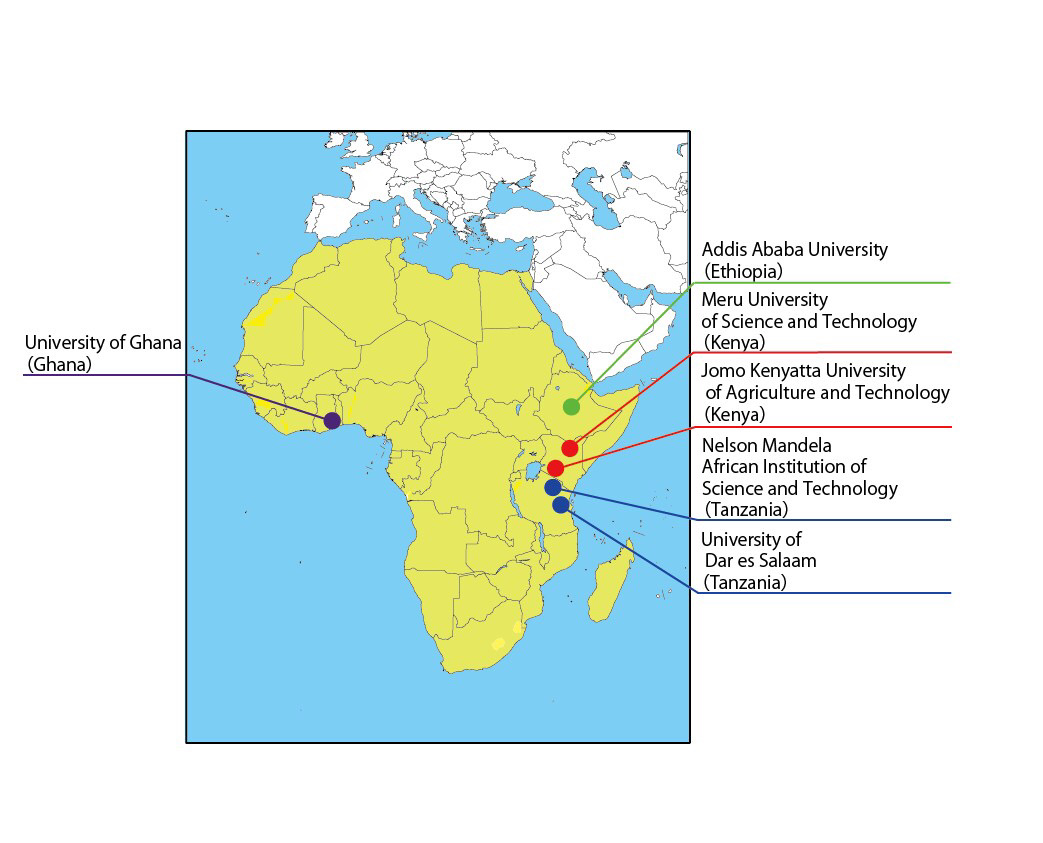 University of Ghana
(Ghana)
Addis Ababa University
(Ethiopia)
Meru University
of Science and Technology
(Kenya)
Jomo Kenyatta University
of Agriculture and Technology
(Kenya)
Nelson Mandela
African Institution of
Science and Technology
(Tanzania)
University of
Dar es Salaam
(Tanzania)